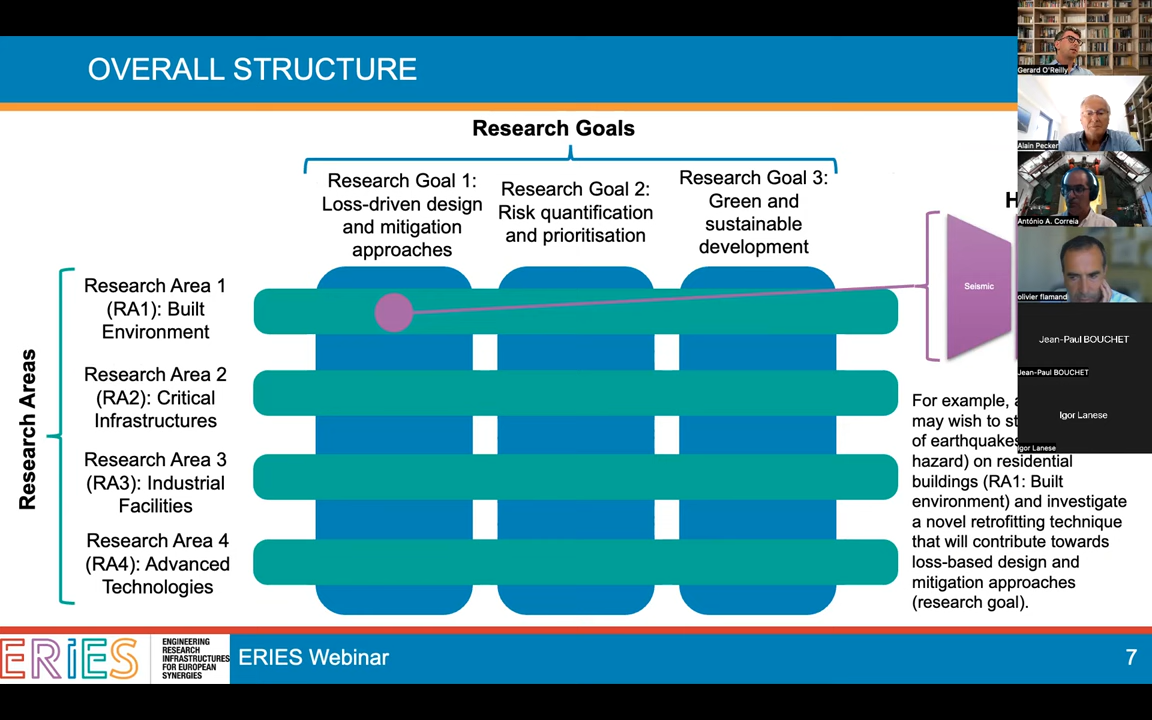 OVERALL STRUCTURE
Research Goals
Research Goal 1:
Loss-driven design
and mitigation
approaches
Research Goal 2:
Risk quantification
and prioritisation
Research Goal 3:
Green and
sustainable
development
Research Areas
Research Area 1
(RA1): Built
Environment
Research Area 2
(RA2): Critical
Infrastructures
Research Area 3
(RA3): Industrial
Facilities
Research Area 4
(RA4): Advanced
Technologies
H
Seismic
For example, a
may wish to st
of earthquakes
hazard) on residential
buildings (RA1: Built
environment) and investigate
a novel retrofitting technique
that will contribute towards
loss-based design and
mitigation approaches
(research goal).
Gerard O'Reilly
Alain Pecker
António A. Correia
olivier flamand
Jean-Paul BOUCHET
Jean-Paul BOUCHET
Igor Lanese
Igor Lanese
ERIES
ENGINEERING
RESEARCH
INFRASTRUCTURES
FOR EUROPEAN
SYNERGIES
ERIES Webinar
7